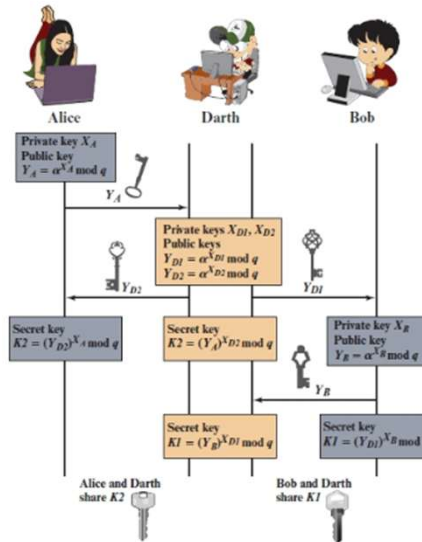 Alice
Darth
Bob
Private key X_A
Public key
Y_A = α^X_A mod q
Y_A
Private keys X_D1, X_D2
Public keys
Y_D1 = α^X_D1 mod q
Y_D2 = α^X_D2 mod q
Y_D2
Y_D1
Secret key
K2 = (Y_D2)^X_A mod q
Secret key
K2 = (Y_A)^X_D2 mod q
Private key X_B
Public key
Y_B = α^X_B mod q
Y_B
Secret key
K1 = (Y_B)^X_D1 mod q
Secret key
K1 = (Y_D1)^X_B mod
Alice and Darth
share K2
Bob and Darth
share K1